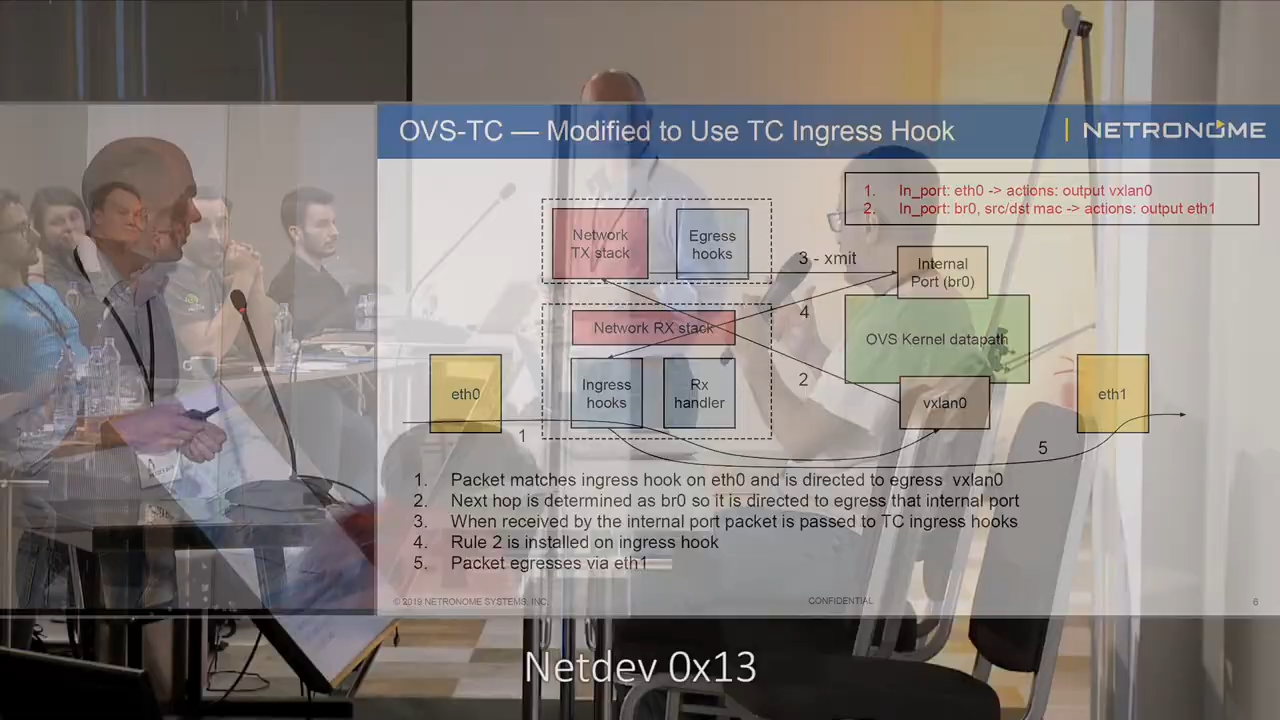 OVS-TC — Modified to Use TC Ingress Hook
NETRONOME
1. In_port: eth0 -> actions: output vxlan0
2. In_port: br0, src/dst mac -> actions: output eth1
Network
TX stack
Egress
hooks
3 - xmit
Internal
Port (br0)
4
Network RX stack
OVS Kernel datapath
eth0
Ingress
hooks
Rx
handler
2
vxlan0
eth1
1
5
1. Packet matches ingress hook on eth0 and is directed to egress vxlan0
2. Next hop is determined as br0 so it is directed to egress that internal port
3. When received by the internal port packet is passed to TC ingress hooks
4. Rule 2 is installed on ingress hook
5. Packet egresses via eth1
© 2019 NETRONOME SYSTEMS, INC.
CONFIDENTIAL
6
Netdev 0x13